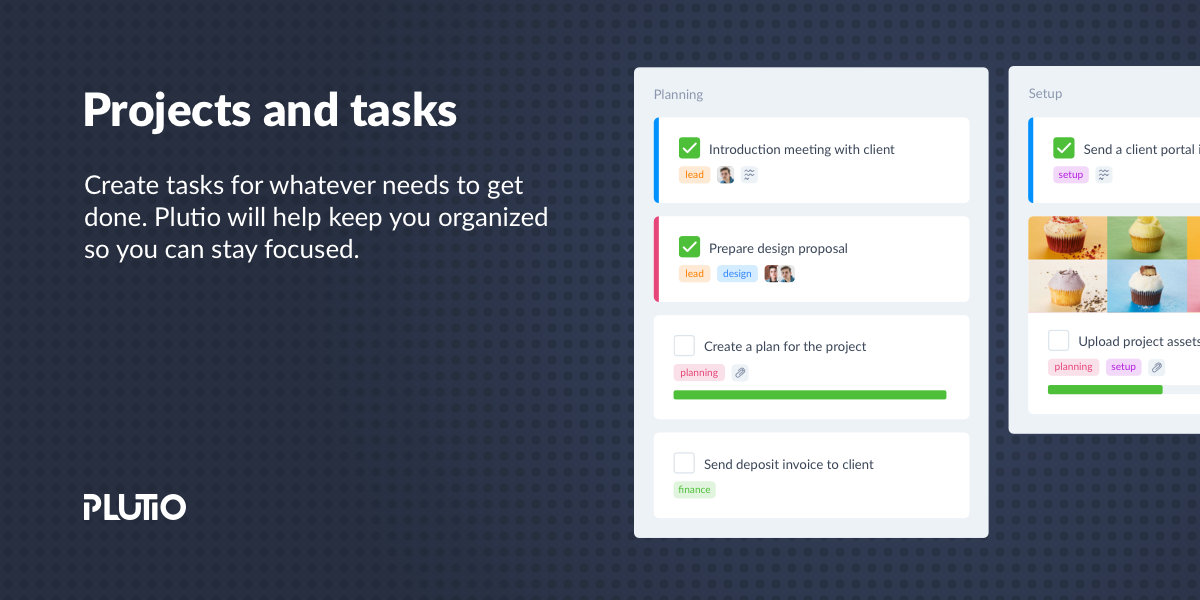 Projects and tasks
Create tasks for whatever needs to get
done. Plutio will help keep you organized
so you can stay focused.
PLUTIO
Planning
Introduction meeting with client
lead
Prepare design proposal
lead design
Create a plan for the project
planning
Send deposit invoice to client
finance
Setup
Send a client portal
setup
Upload project assets
planning setup